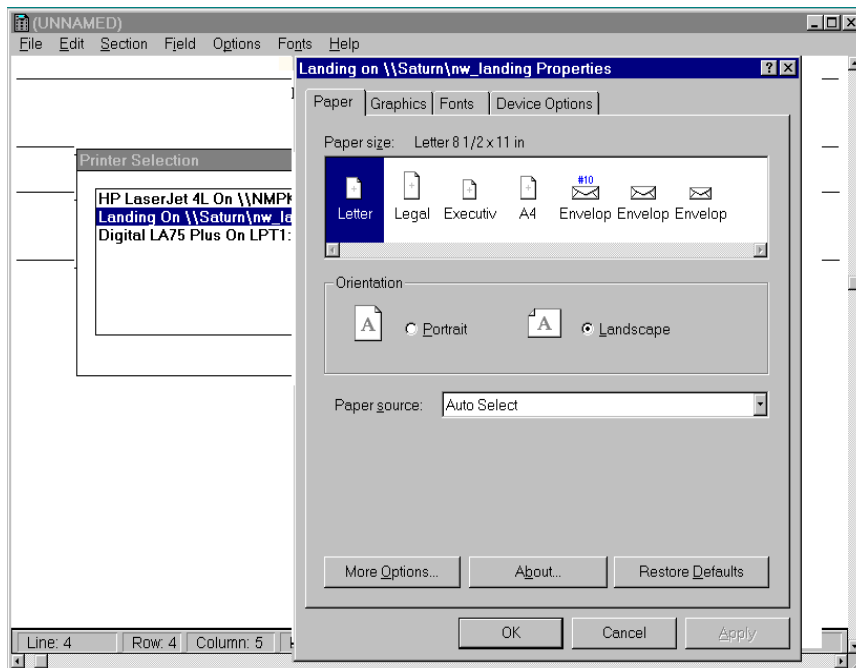 (UNNAMED)
File Edit Section Field Options Fonts Help
Landing on \\Saturn\nw_landing Properties
Paper Graphics Fonts Device Options
Paper size: Letter 8 1/2 x 11 in
#10
Letter Legal Executiv A4 Envelop Envelop Envelop
Printer Selection
HP LaserJet 4L On \\NMPK
Landing On \\Saturn\nw_la
Digital LA75 Plus On LPT1:
Orientation
A Portrait A Landscape
Paper source: Auto Select
More Options... About... Restore Defaults
OK Cancel Apply
Line: 4 Row: 4 Column: 5